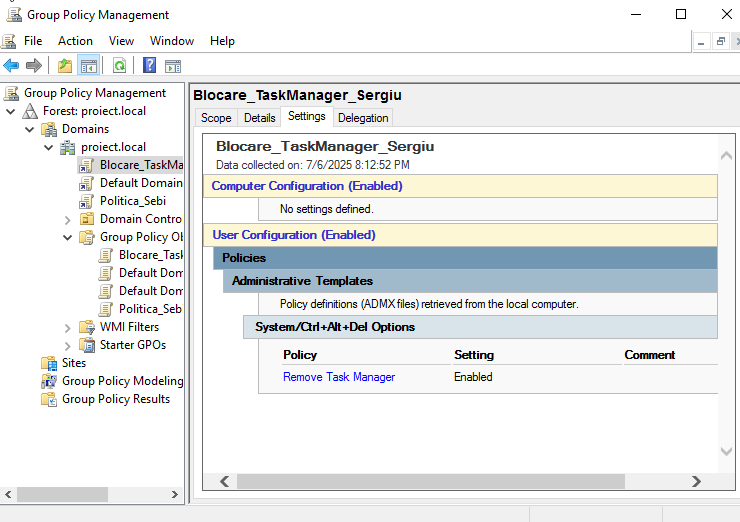 Group Policy Management
File Action View Window Help
Group Policy Management
Forest: proiect.local
Domains
proiect.local
Blocare_TaskMa
Default Domain
Politica_Sebi
Domain Contro
Group Policy Ob
Blocare_Task
Default Dom
Default Dom
Politica_Seb
WMI Filters
Starter GPOs
Sites
Group Policy Modeling
Group Policy Results
Blocare_TaskManager_Sergiu
Scope Details Settings Delegation
Blocare_TaskManager_Sergiu
Data collected on: 7/6/2025 8:12:52 PM
Computer Configuration (Enabled)
No settings defined.
User Configuration (Enabled)
Policies
Administrative Templates
Policy definitions (ADMX files) retrieved from the local computer.
System/Ctrl+Alt+Del Options
Policy Setting Comment
Remove Task Manager Enabled